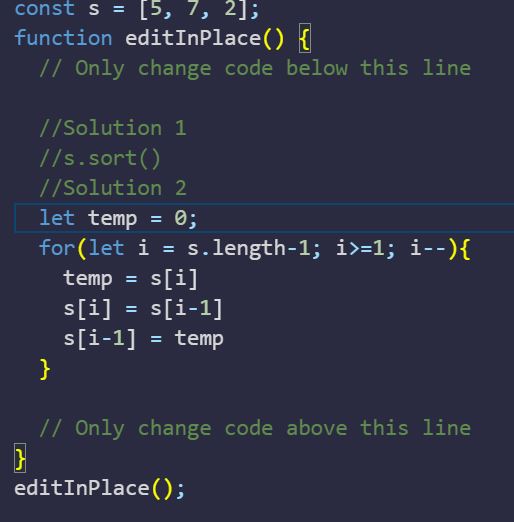 const s = [5, 7, 2];
function editInPlace() {
  // Only change code below this line
  //Solution 1
  //s.sort()
  //Solution 2
  let temp = 0;
  for(let i = s.length-1; i>=1; i--){
    temp = s[i]
    s[i] = s[i-1]
    s[i-1] = temp
  }
  // Only change code above this line
}
editInPlace();